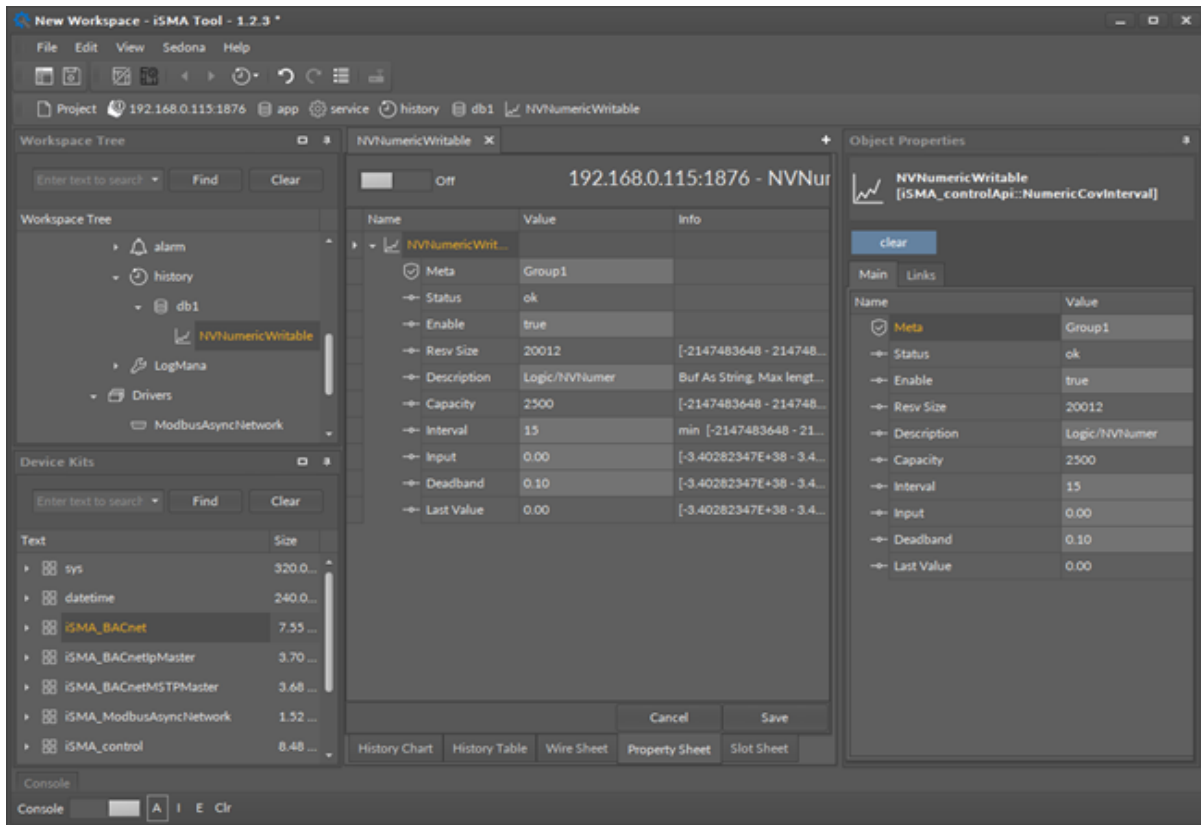 New Workspace - iSMA Tool - 1.2.3 *
File Edit View Sedona Help
Project 192.168.0.115:1876 app service history db1 NVNumericWritable
Workspace Tree
Enter text to search Find Clear
Workspace Tree
alarm
history
db1
NVNumericWritable
LogMana
Drivers
ModbusAsyncNetwork
Device Kits
Enter text to search Find Clear
Text Size
sys 320.0...
datetime 240.0...
iSMA_BACnet 7.55 ...
iSMA_BACnetIpMaster 3.70 ...
iSMA_BACnetMSTPMaster 3.68 ...
iSMA_ModbusAsyncNetwork 1.52 ...
iSMA_control 8.48 ...
NVNumericWritable
Off 192.168.0.115:1876 - NVNur
Name Value Info
NVNumericWrit...
Meta Group1
Status ok
Enable true
Resv Size 20012 [-2147483648 - 214748...
Description Logic/NVNumer Buf As String, Max lengt...
Capacity 2500 [-2147483648 - 214748...
Interval 15 min [-2147483648 - 21...
Input 0.00 [-3.40282347E+38 - 3.4...
Deadband 0.10 [-3.40282347E+38 - 3.4...
Last Value 0.00 [-3.40282347E+38 - 3.4...
Cancel Save
History Chart History Table Wire Sheet Property Sheet Slot Sheet
Object Properties
NVNumericWritable
[iSMA_controlApi::NumericCovInterval]
clear
Main Links
Name Value
Meta Group1
Status ok
Enable true
Resv Size 20012
Description Logic/NVNumer
Capacity 2500
Interval 15
Input 0.00
Deadband 0.10
Last Value 0.00
Console
Console A I E Clr